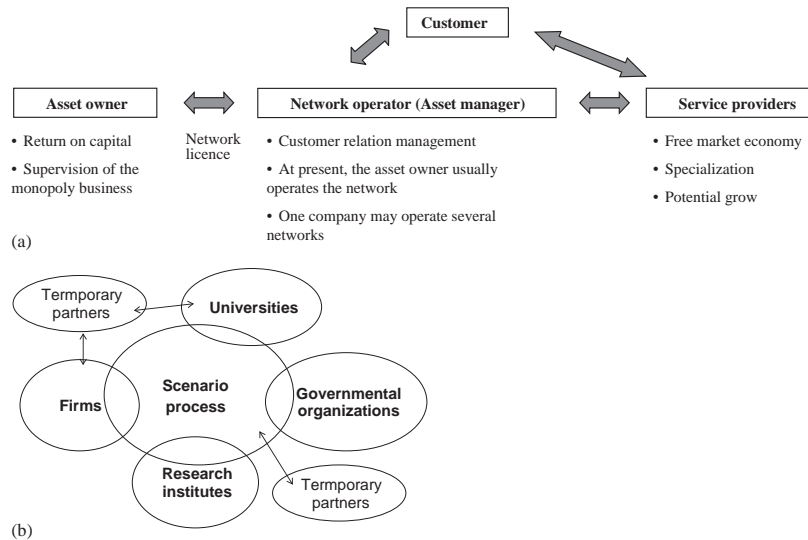 Customer
Asset owner
Network operator (Asset manager)
Service providers
• Return on capital
• Supervision of the
monopoly business
Network
licence
• Customer relation management
• At present, the asset owner usually
operates the network
• One company may operate several
networks
• Free market economy
• Specialization
• Potential grow
(a)
Termporary
partners
Universities
Firms
Scenario
process
Governmental
organizations
Research
institutes
Termporary
partners
(b)